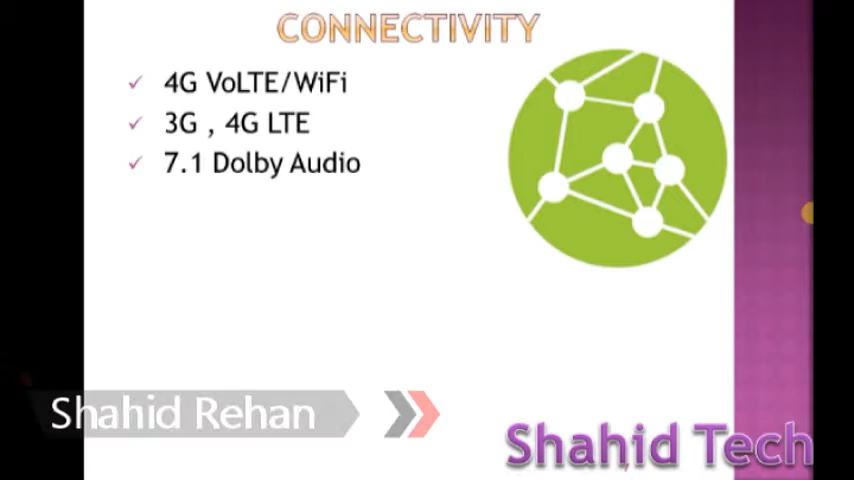 CONNECTIVITY
4G VoLTE/WiFi
3G , 4G LTE
7.1 Dolby Audio
Shahid Rehan
Shahid Tech